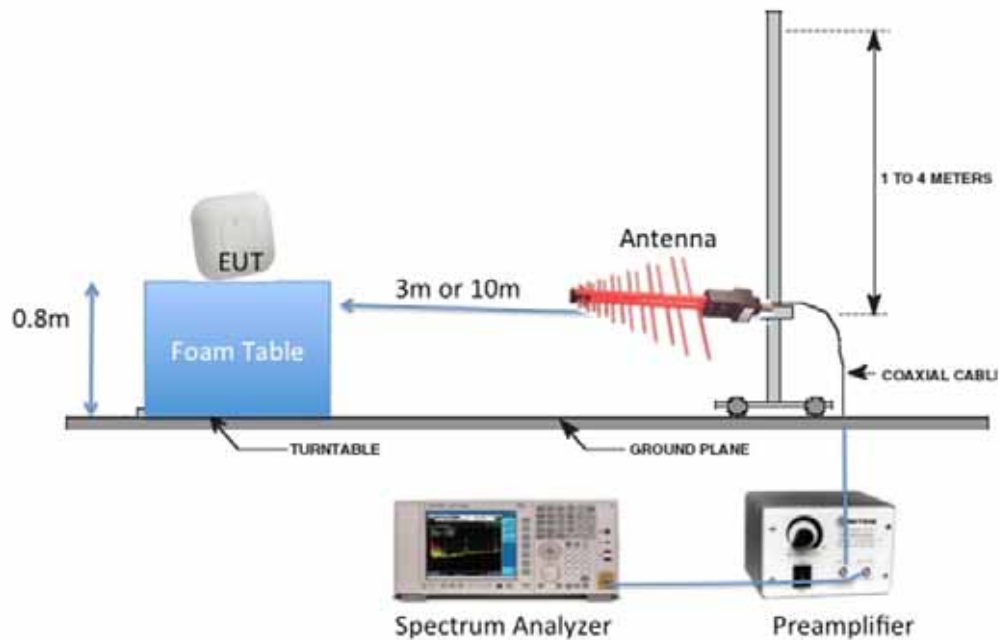 1 TO 4 METERS
Antenna
EUT
3m or 10m
0.8m
Foam Table
COAXIAL CABL
TURNTABLE
GROUND PLANE
Spectrum Analyzer
Preamplifier